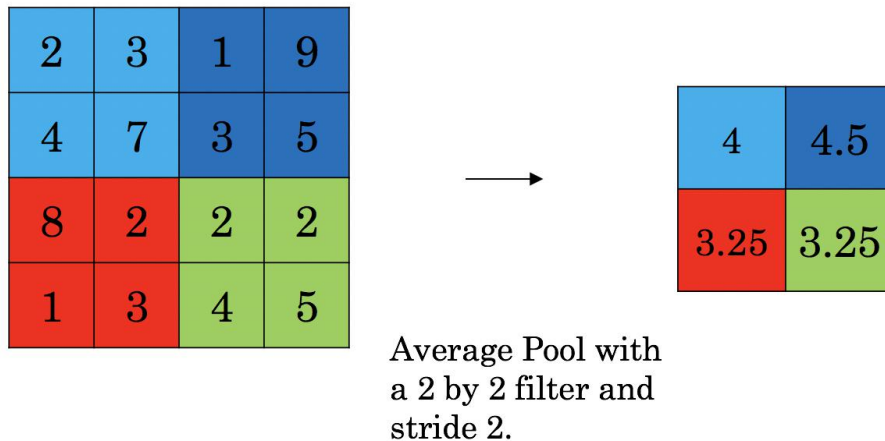 2 3 1 9
4 7 3 5
8 2 2 2
1 3 4 5
4 4.5
3.25 3.25
Average Pool with
a 2 by 2 filter and
stride 2.